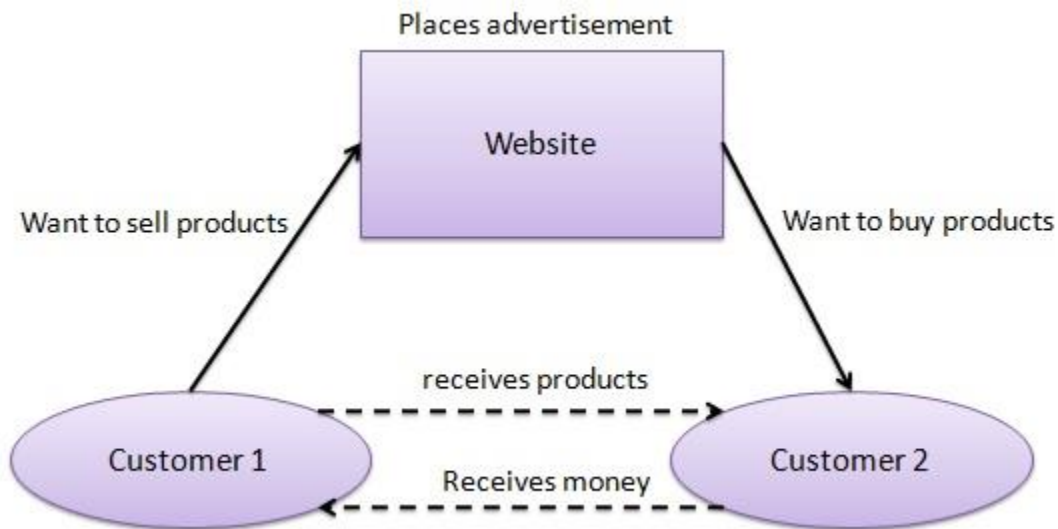 Places advertisement
Website
Want to sell products
Want to buy products
receives products
Customer 1
Customer 2
Receives money